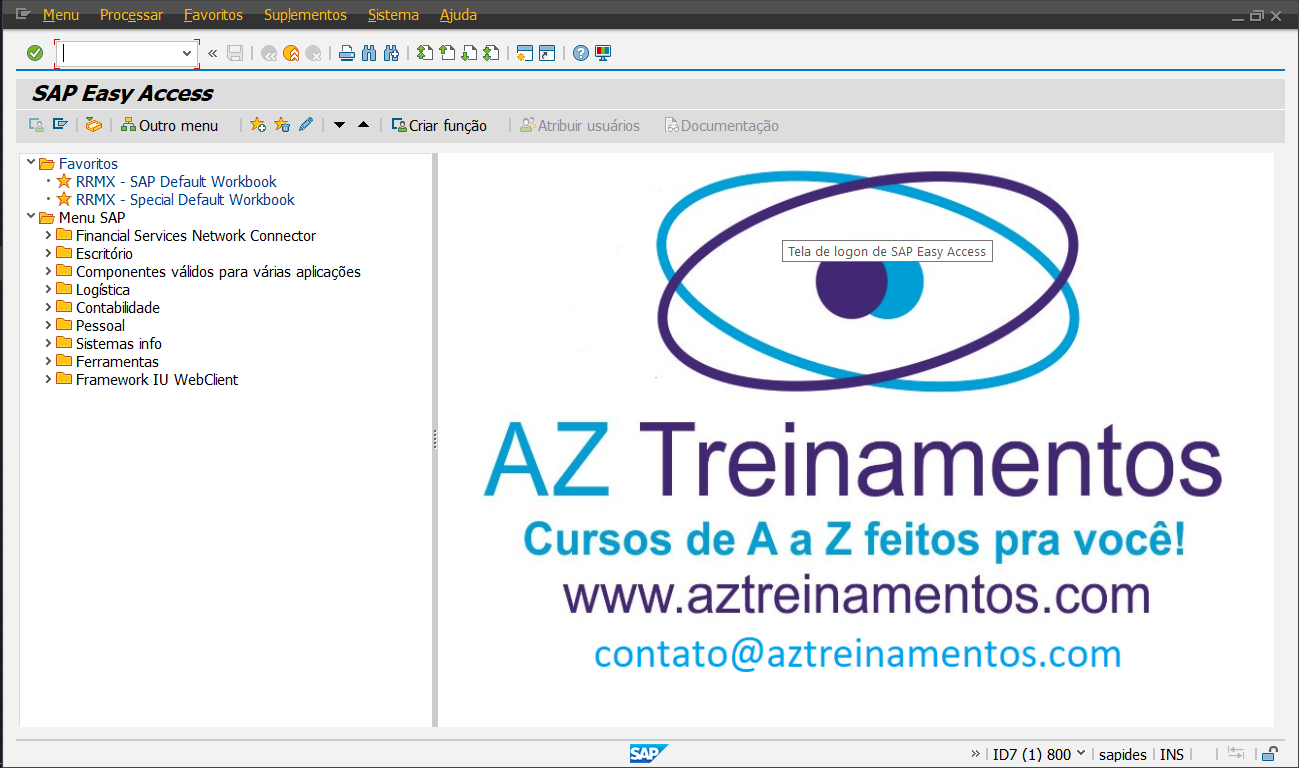 Menu Processar Favoritos Suplementos Sistema Ajuda
SAP Easy Access
Outro menu Criar função Atribuir usuários Documentação
Favoritos
RRMX - SAP Default Workbook
RRMX - Special Default Workbook
Menu SAP
Financial Services Network Connector
Escritório
Componentes válidos para várias aplicações
Logística
Contabilidade
Pessoal
Sistemas info
Ferramentas
Framework IU WebClient
Tela de logon de SAP Easy Access
AZ Treinamentos
Cursos de A a Z feitos pra você!
www.aztreinamentos.com
contato@aztreinamentos.com
SAP
ID7 (1) 800 sapides INS